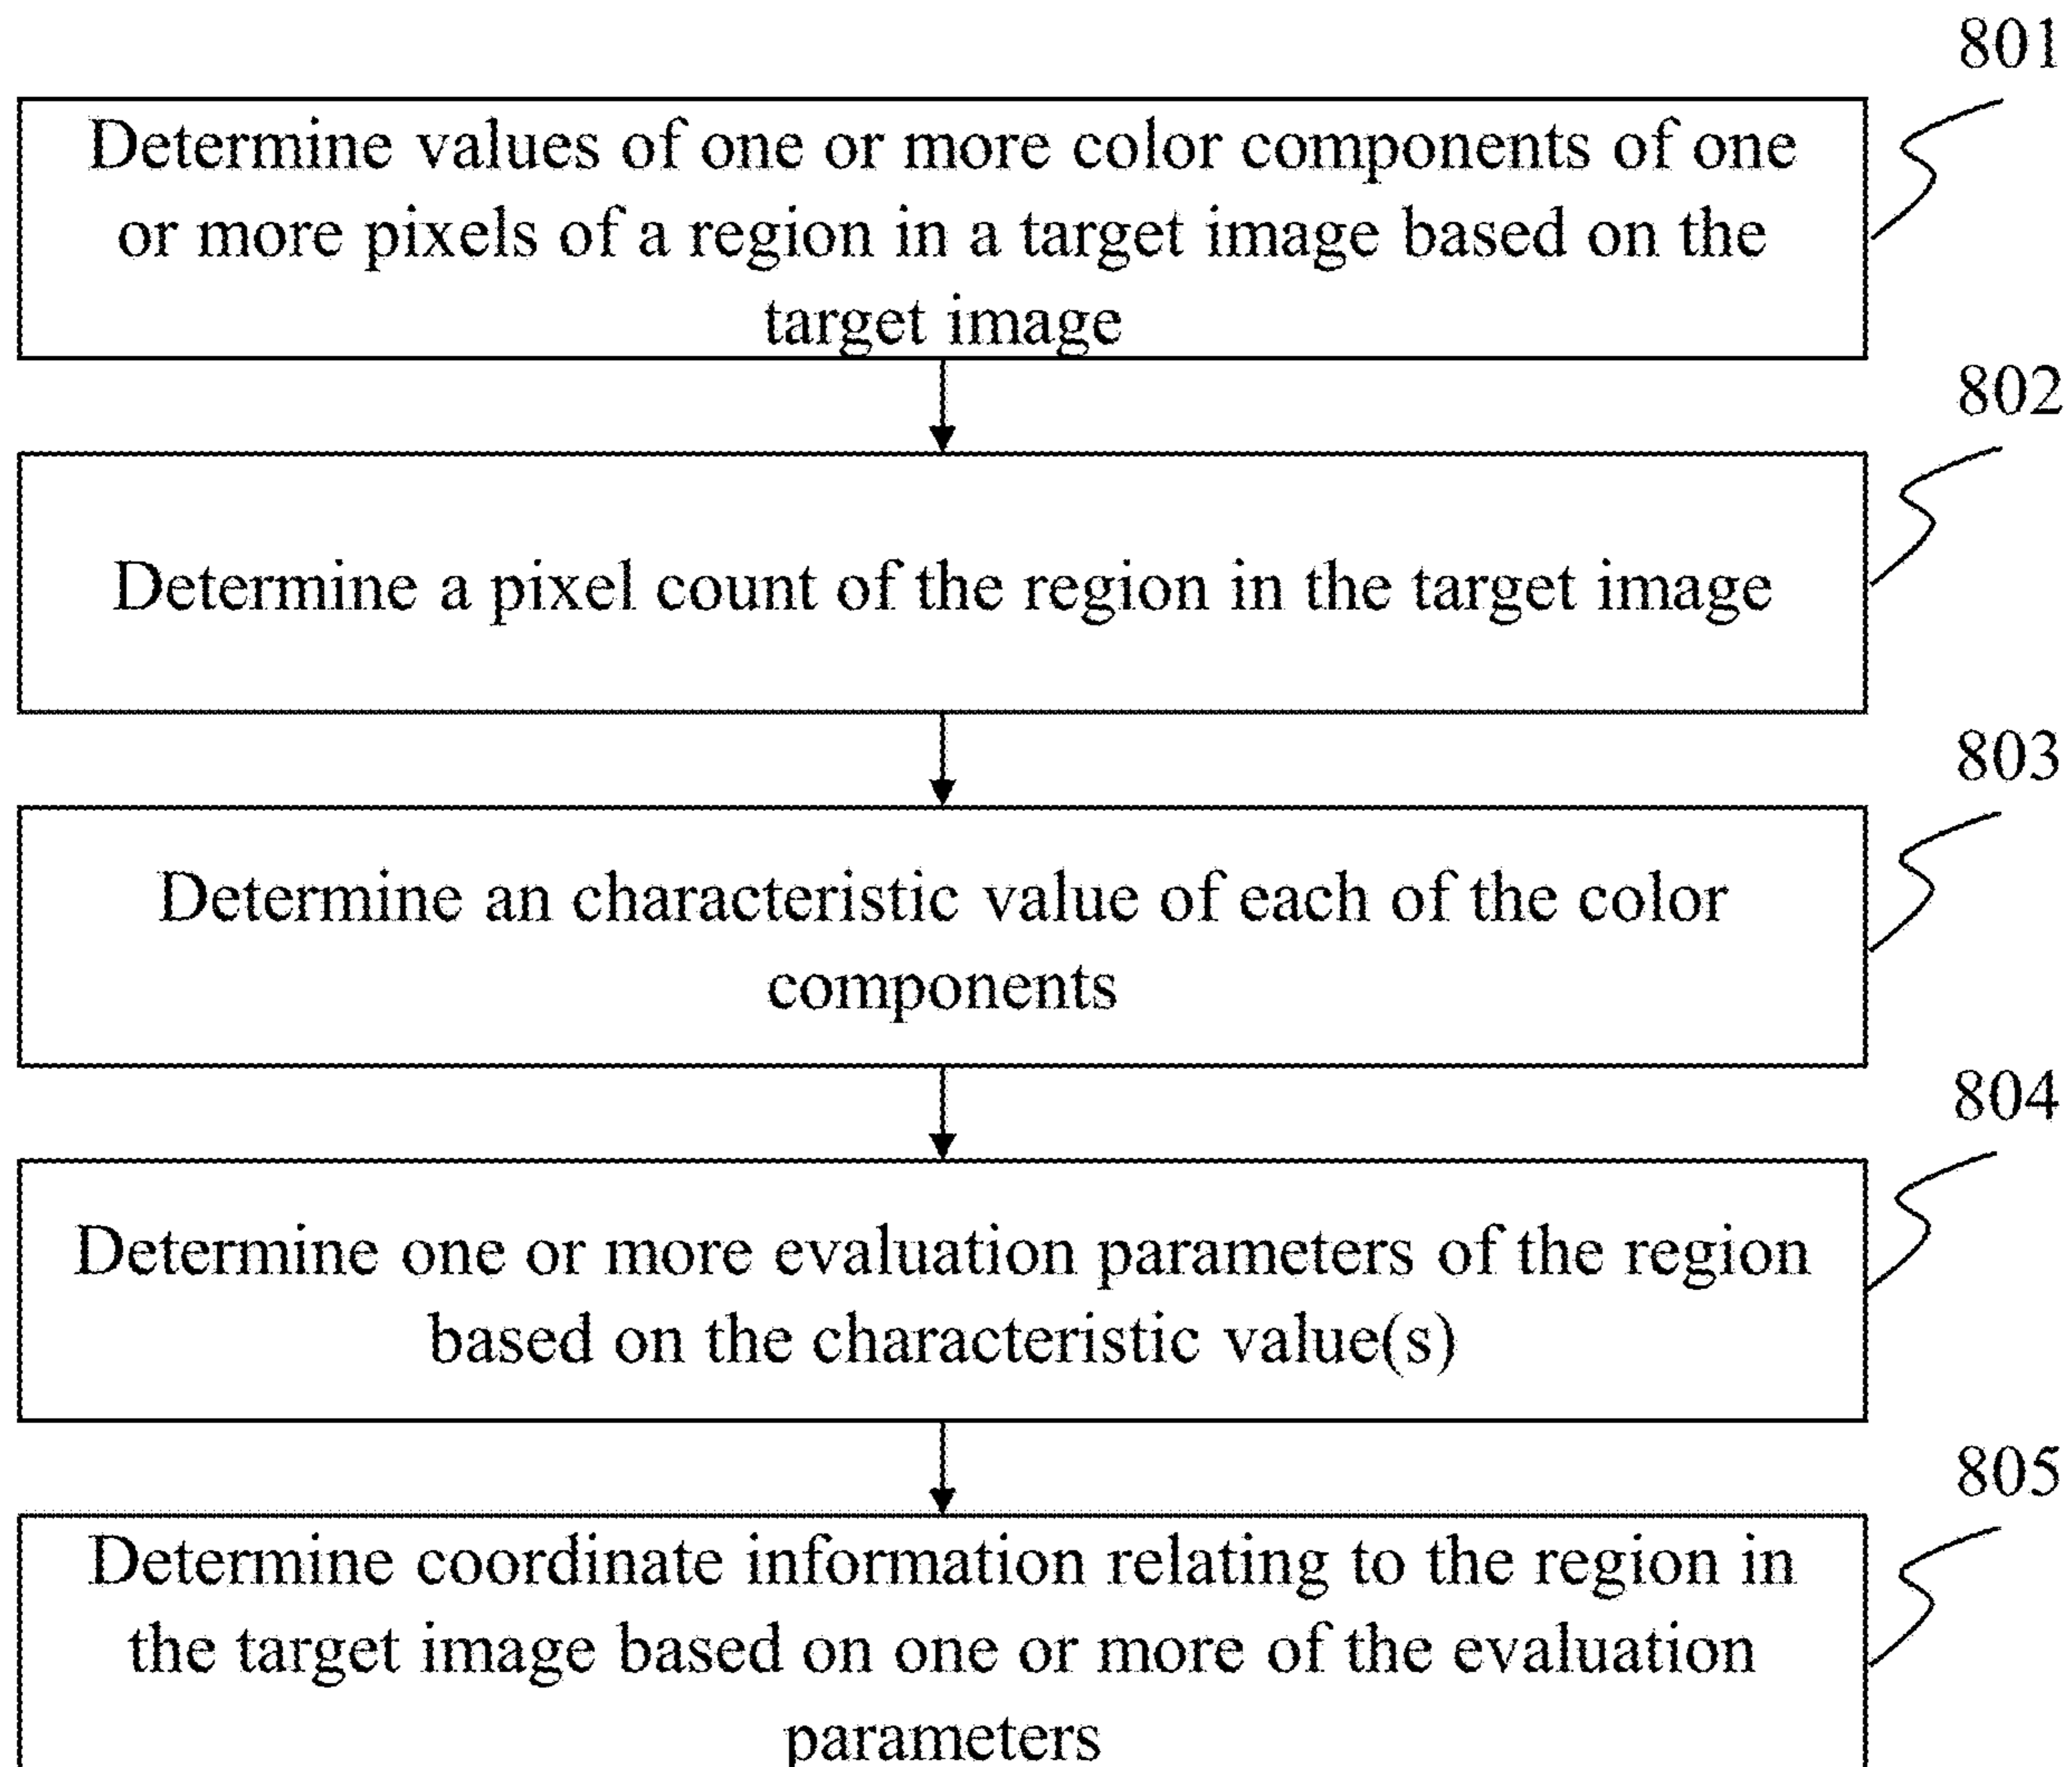 801
Determine values of one or more color components of one
or more pixels of a region in a target image based on the
target image
802
Determine a pixel count of the region in the target image
803
Determine an characteristic value of each of the color
components
804
Determine one or more evaluation parameters of the region
based on the characteristic value(s)
805
Determine coordinate information relating to the region in
the target image based on one or more of the evaluation
parameters